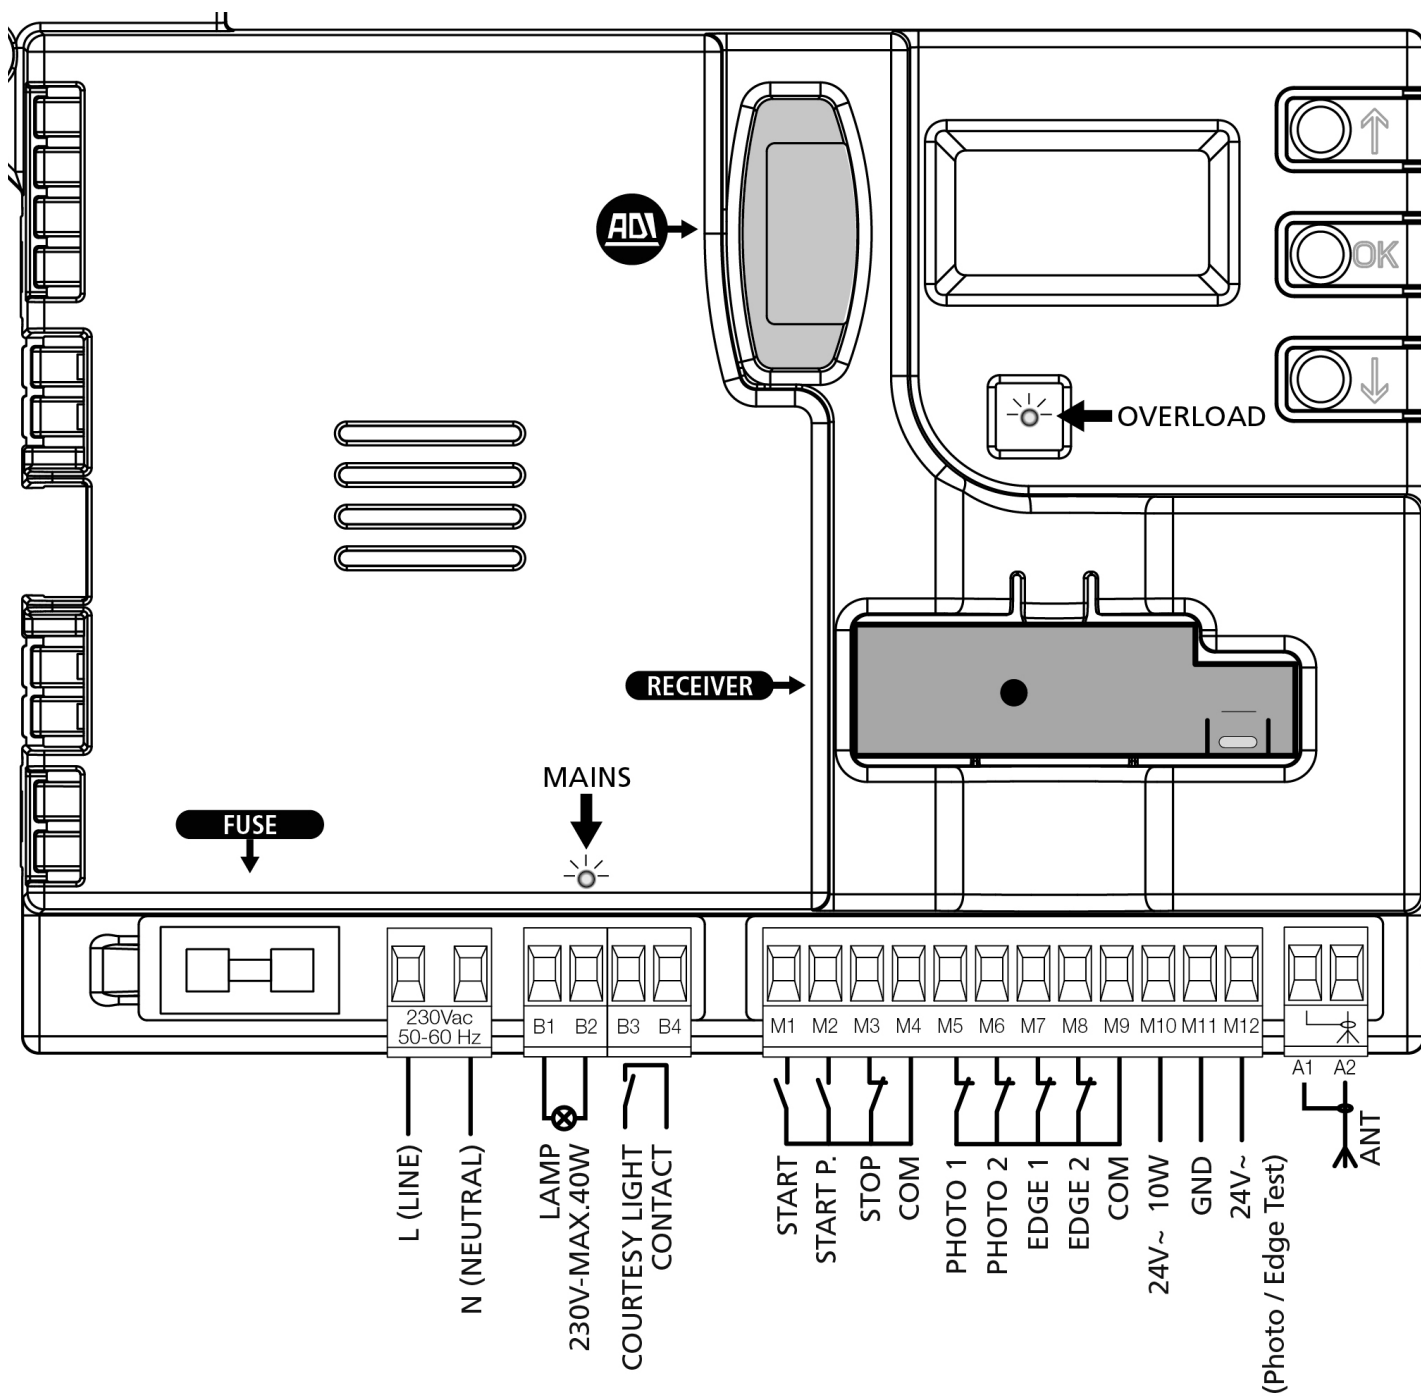 ADI
OK
OVERLOAD
RECEIVER
MAINS
FUSE
230Vac
50-60 Hz
B1 B2 B3 B4
M1 M2 M3 M4 M5 M6 M7 M8 M9 M10 M11 M12
A1 A2
L (LINE)
N (NEUTRAL)
LAMP
230V-MAX.40W
COURTESY LIGHT
CONTACT
START
START P.
STOP
COM
PHOTO 1
PHOTO 2
EDGE 1
EDGE 2
COM
24V~ 10W
GND
24V~
(Photo / Edge Test)
ANT